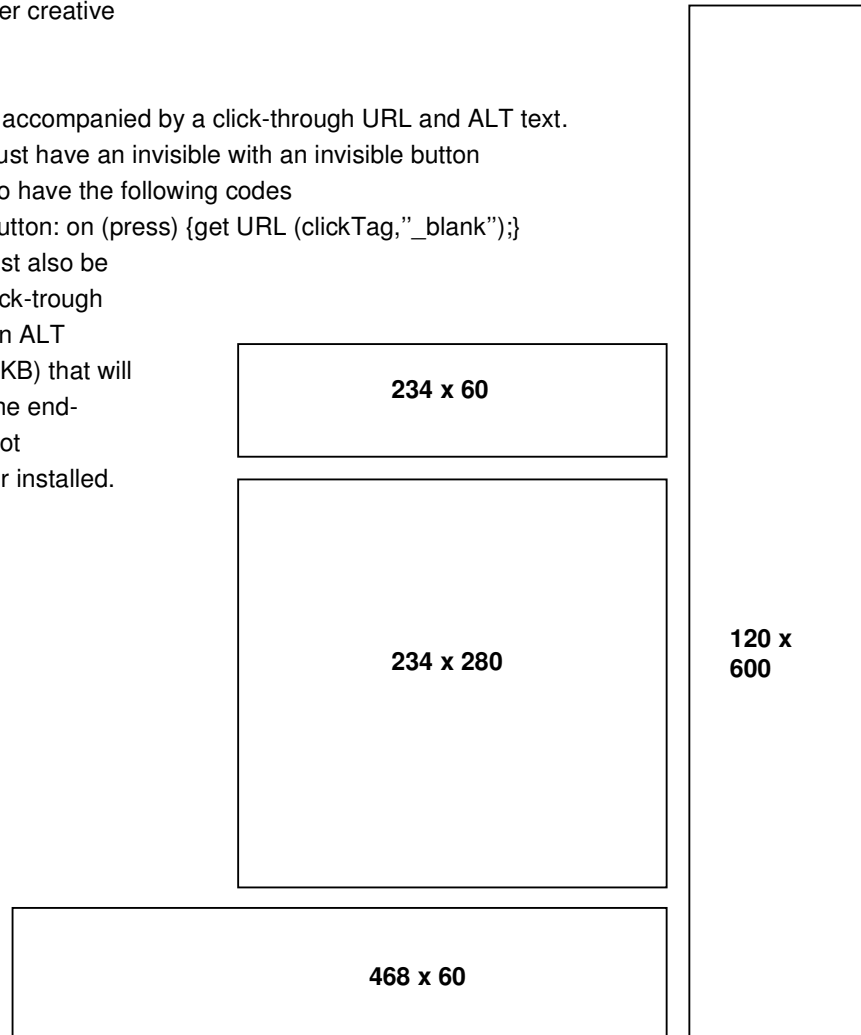 er creative
accompanied by a click-through URL and ALT text.
ust have an invisible with an invisible button
o have the following codes
utton: on (press) {get URL (clickTag,''_blank'');}
st also be
ck-trough
n ALT
KB) that will
ne end-
ot
r installed.
234 x 60
234 x 280
120 x
600
468 x 60